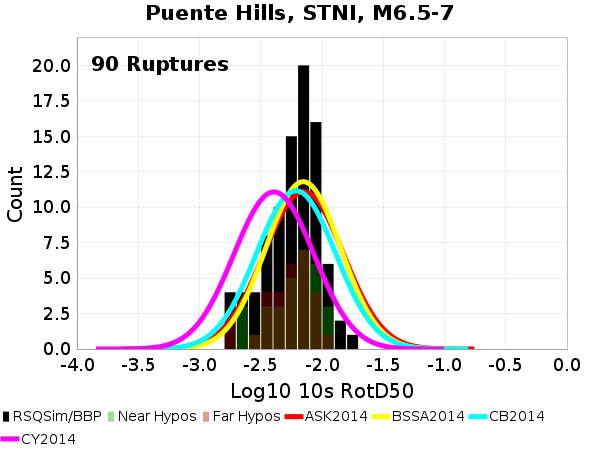 Puente Hills, STNI, M6.5-7
90 Ruptures
Count
20.0
17.5
15.0
12.5
10.0
7.5
5.0
2.5
0.0
-4.0 -3.5 -3.0 -2.5 -2.0 -1.5 -1.0 -0.5 0.0
Log10 10s RotD50
RSQSim/BBP Near Hypos Far Hypos ASK2014 BSSA2014 CB2014
CY2014